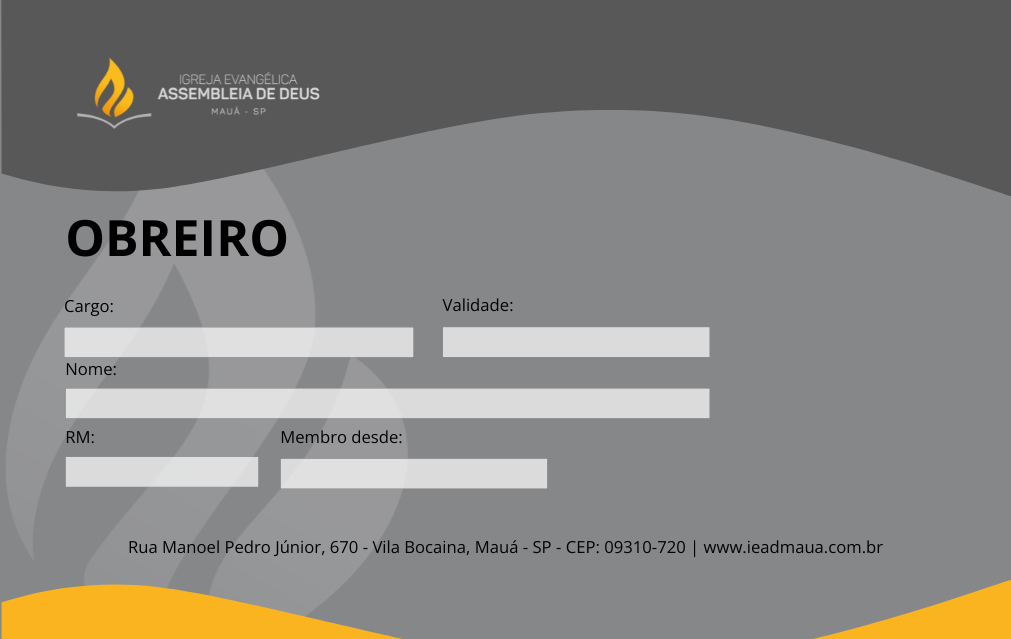 IGREJA EVANGÉLICA
ASSEMBLEIA DE DEUS
MAUÁ - SP
OBREIRO
Cargo:
Validade:
Nome:
RM:
Membro desde:
Rua Manoel Pedro Júnior, 670 - Vila Bocaina, Mauá - SP - CEP: 09310-720 | www.ieadmaua.com.br